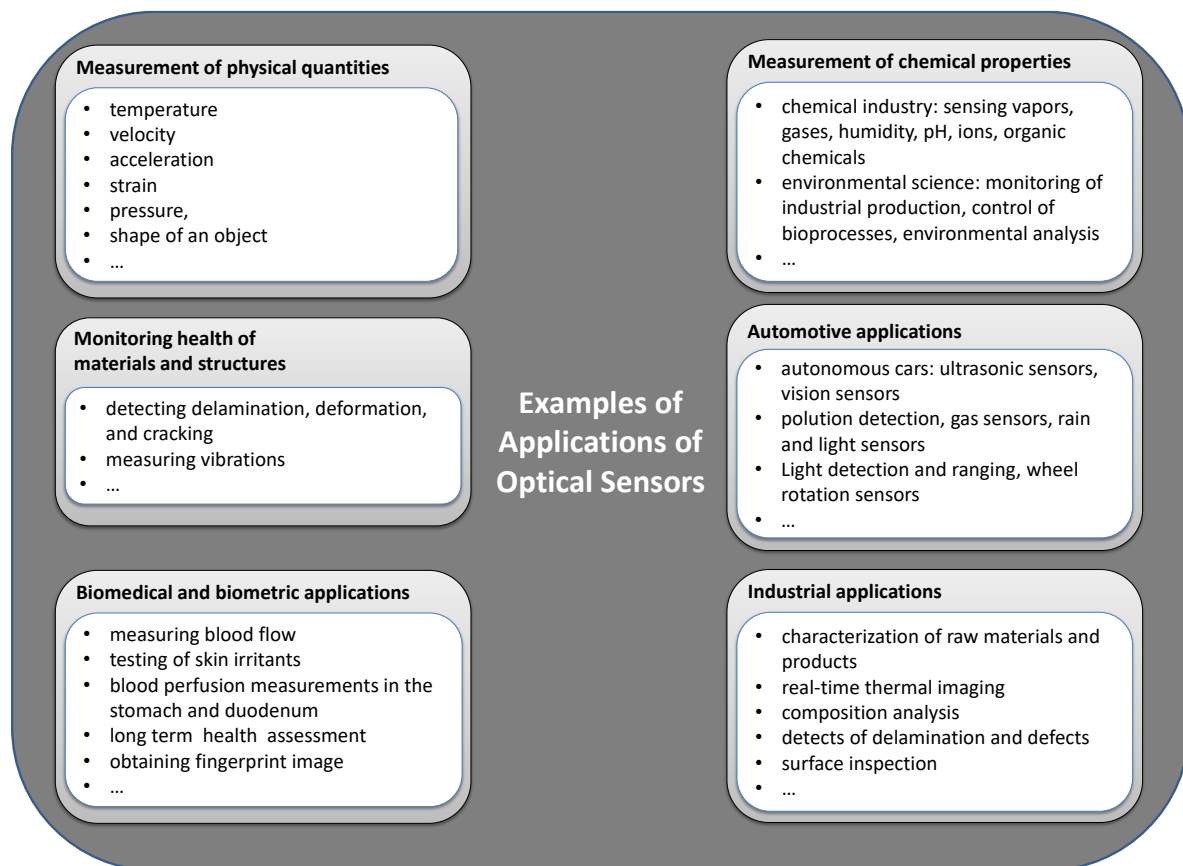 Measurement of physical quantities
• temperature
• velocity
• acceleration
• strain
• pressure,
• shape of an object
• ...
Monitoring health of
materials and structures
• detecting delamination, deformation,
and cracking
• measuring vibrations
• ...
Biomedical and biometric applications
• measuring blood flow
• testing of skin irritants
• blood perfusion measurements in the
stomach and duodenum
• long term  health  assessment
• obtaining fingerprint image
• ...
Examples of
Applications of
Optical Sensors
Measurement of chemical properties
• chemical industry: sensing vapors,
gases, humidity, pH, ions, organic
chemicals
• environmental science: monitoring of
industrial production, control of
bioprocesses, environmental analysis
• ...
Automotive applications
• autonomous cars: ultrasonic sensors,
vision sensors
• polution detection, gas sensors, rain
and light sensors
• Light detection and ranging, wheel
rotation sensors
• ...
Industrial applications
• characterization of raw materials and
products
• real-time thermal imaging
• composition analysis
• detects of delamination and defects
• surface inspection
• ...